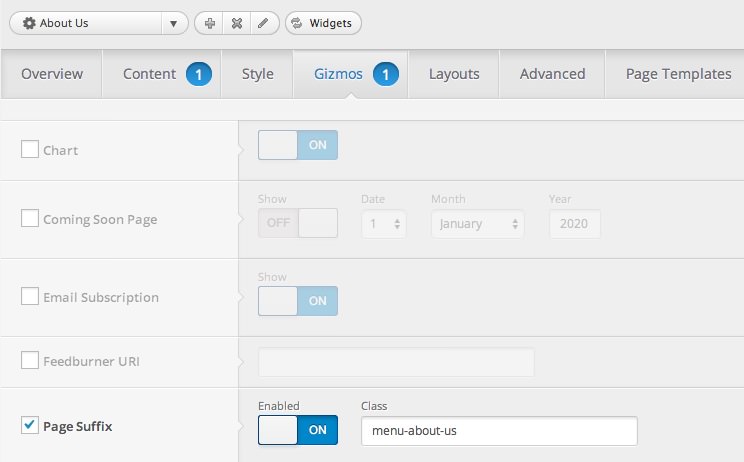 About Us Widgets
Overview Content 1 Style Gizmos 1 Layouts Advanced Page Templates
Chart ON
Show Date Month Year
Coming Soon Page OFF 1 January 2020
Show
Email Subscription ON
Feedburner URI
Enabled Class
Page Suffix ON menu-about-us